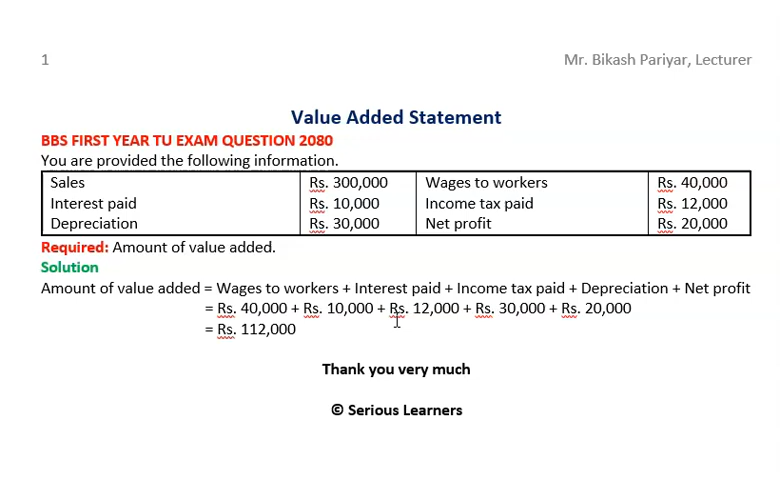 1 Mr. Bikash Pariyar, Lecturer
Value Added Statement
BBS FIRST YEAR TU EXAM QUESTION 2080
You are provided the following information.
Sales Rs. 300,000 Wages to workers Rs. 40,000
Interest paid Rs. 10,000 Income tax paid Rs. 12,000
Depreciation Rs. 30,000 Net profit Rs. 20,000
Required: Amount of value added.
Solution
Amount of value added = Wages to workers + Interest paid + Income tax paid + Depreciation + Net profit
= Rs. 40,000 + Rs. 10,000 + Rs. 12,000 + Rs. 30,000 + Rs. 20,000
= Rs. 112,000
Thank you very much
© Serious Learners